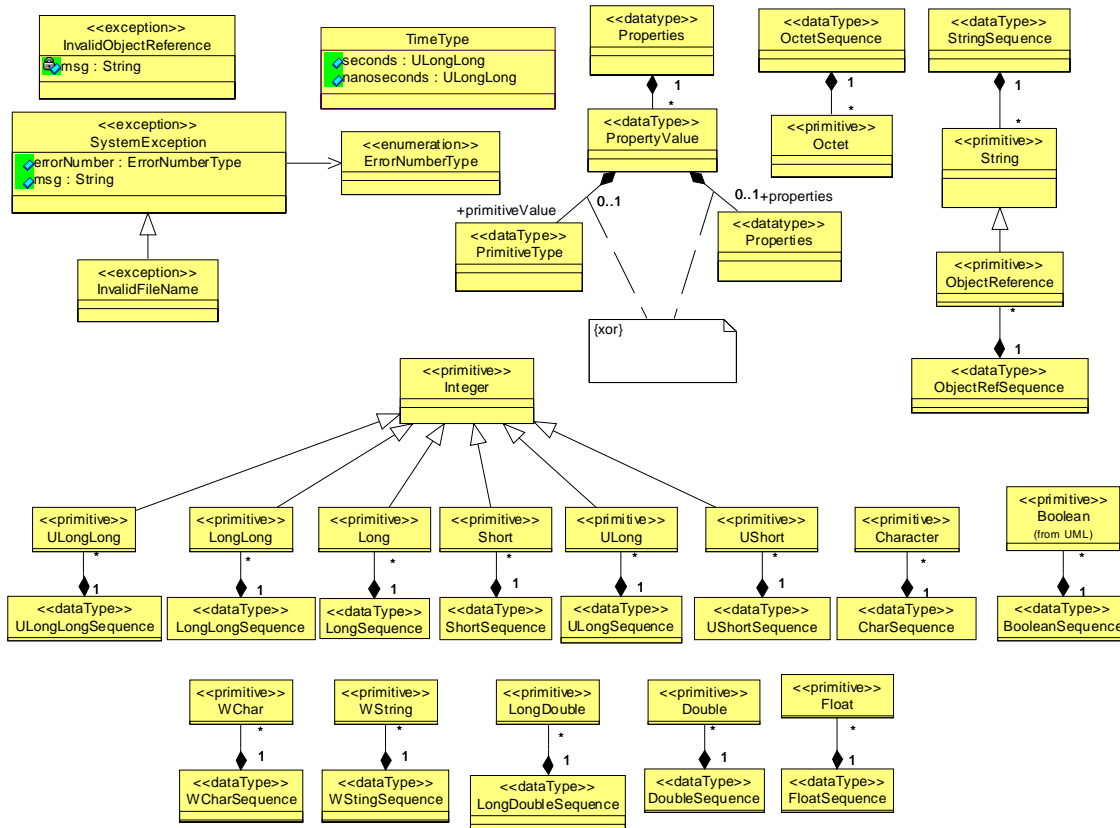 <<exception>>
InvalidObjectReference
msg : String
TimeType
seconds : ULongLong
nanoseconds : ULongLong
<<datatype>>
Properties
1
*
<<dataType>>
PropertyValue
<<dataType>>
OctetSequence
1
*
<<primitive>>
Octet
<<dataType>>
StringSequence
1
*
<<primitive>>
String
<<exception>>
SystemException
errorNumber : ErrorNumberType
msg : String
<<enumeration>>
ErrorNumberType
0..1
0..1
+properties
+primitiveValue
<<dataType>>
PrimitiveType
<<datatype>>
Properties
<<exception>>
InvalidFileName
<<primitive>>
ObjectReference
*
1
<<dataType>>
ObjectRefSequence
{xor}
<<primitive>>
Integer
<<primitive>>
ULongLong
*
1
<<dataType>>
ULongLongSequence
<<primitive>>
LongLong
*
1
<<dataType>>
LongLongSequence
<<primitive>>
Long
*
1
<<dataType>>
LongSequence
<<primitive>>
Short
*
1
<<dataType>>
ShortSequence
<<primitive>>
ULong
*
1
<<dataType>>
ULongSequence
<<primitive>>
UShort
*
1
<<dataType>>
UShortSequence
<<primitive>>
Character
*
1
<<dataType>>
CharSequence
<<primitive>>
Boolean
(from UML)
*
1
<<dataType>>
BooleanSequence
<<primitive>>
WChar
*
1
<<dataType>>
WCharSequence
<<primitive>>
WString
*
1
<<dataType>>
WStingSequence
<<primitive>>
LongDouble
*
1
<<dataType>>
LongDoubleSequence
<<primitive>>
Double
*
1
<<dataType>>
DoubleSequence
<<primitive>>
Float
*
1
<<dataType>>
FloatSequence